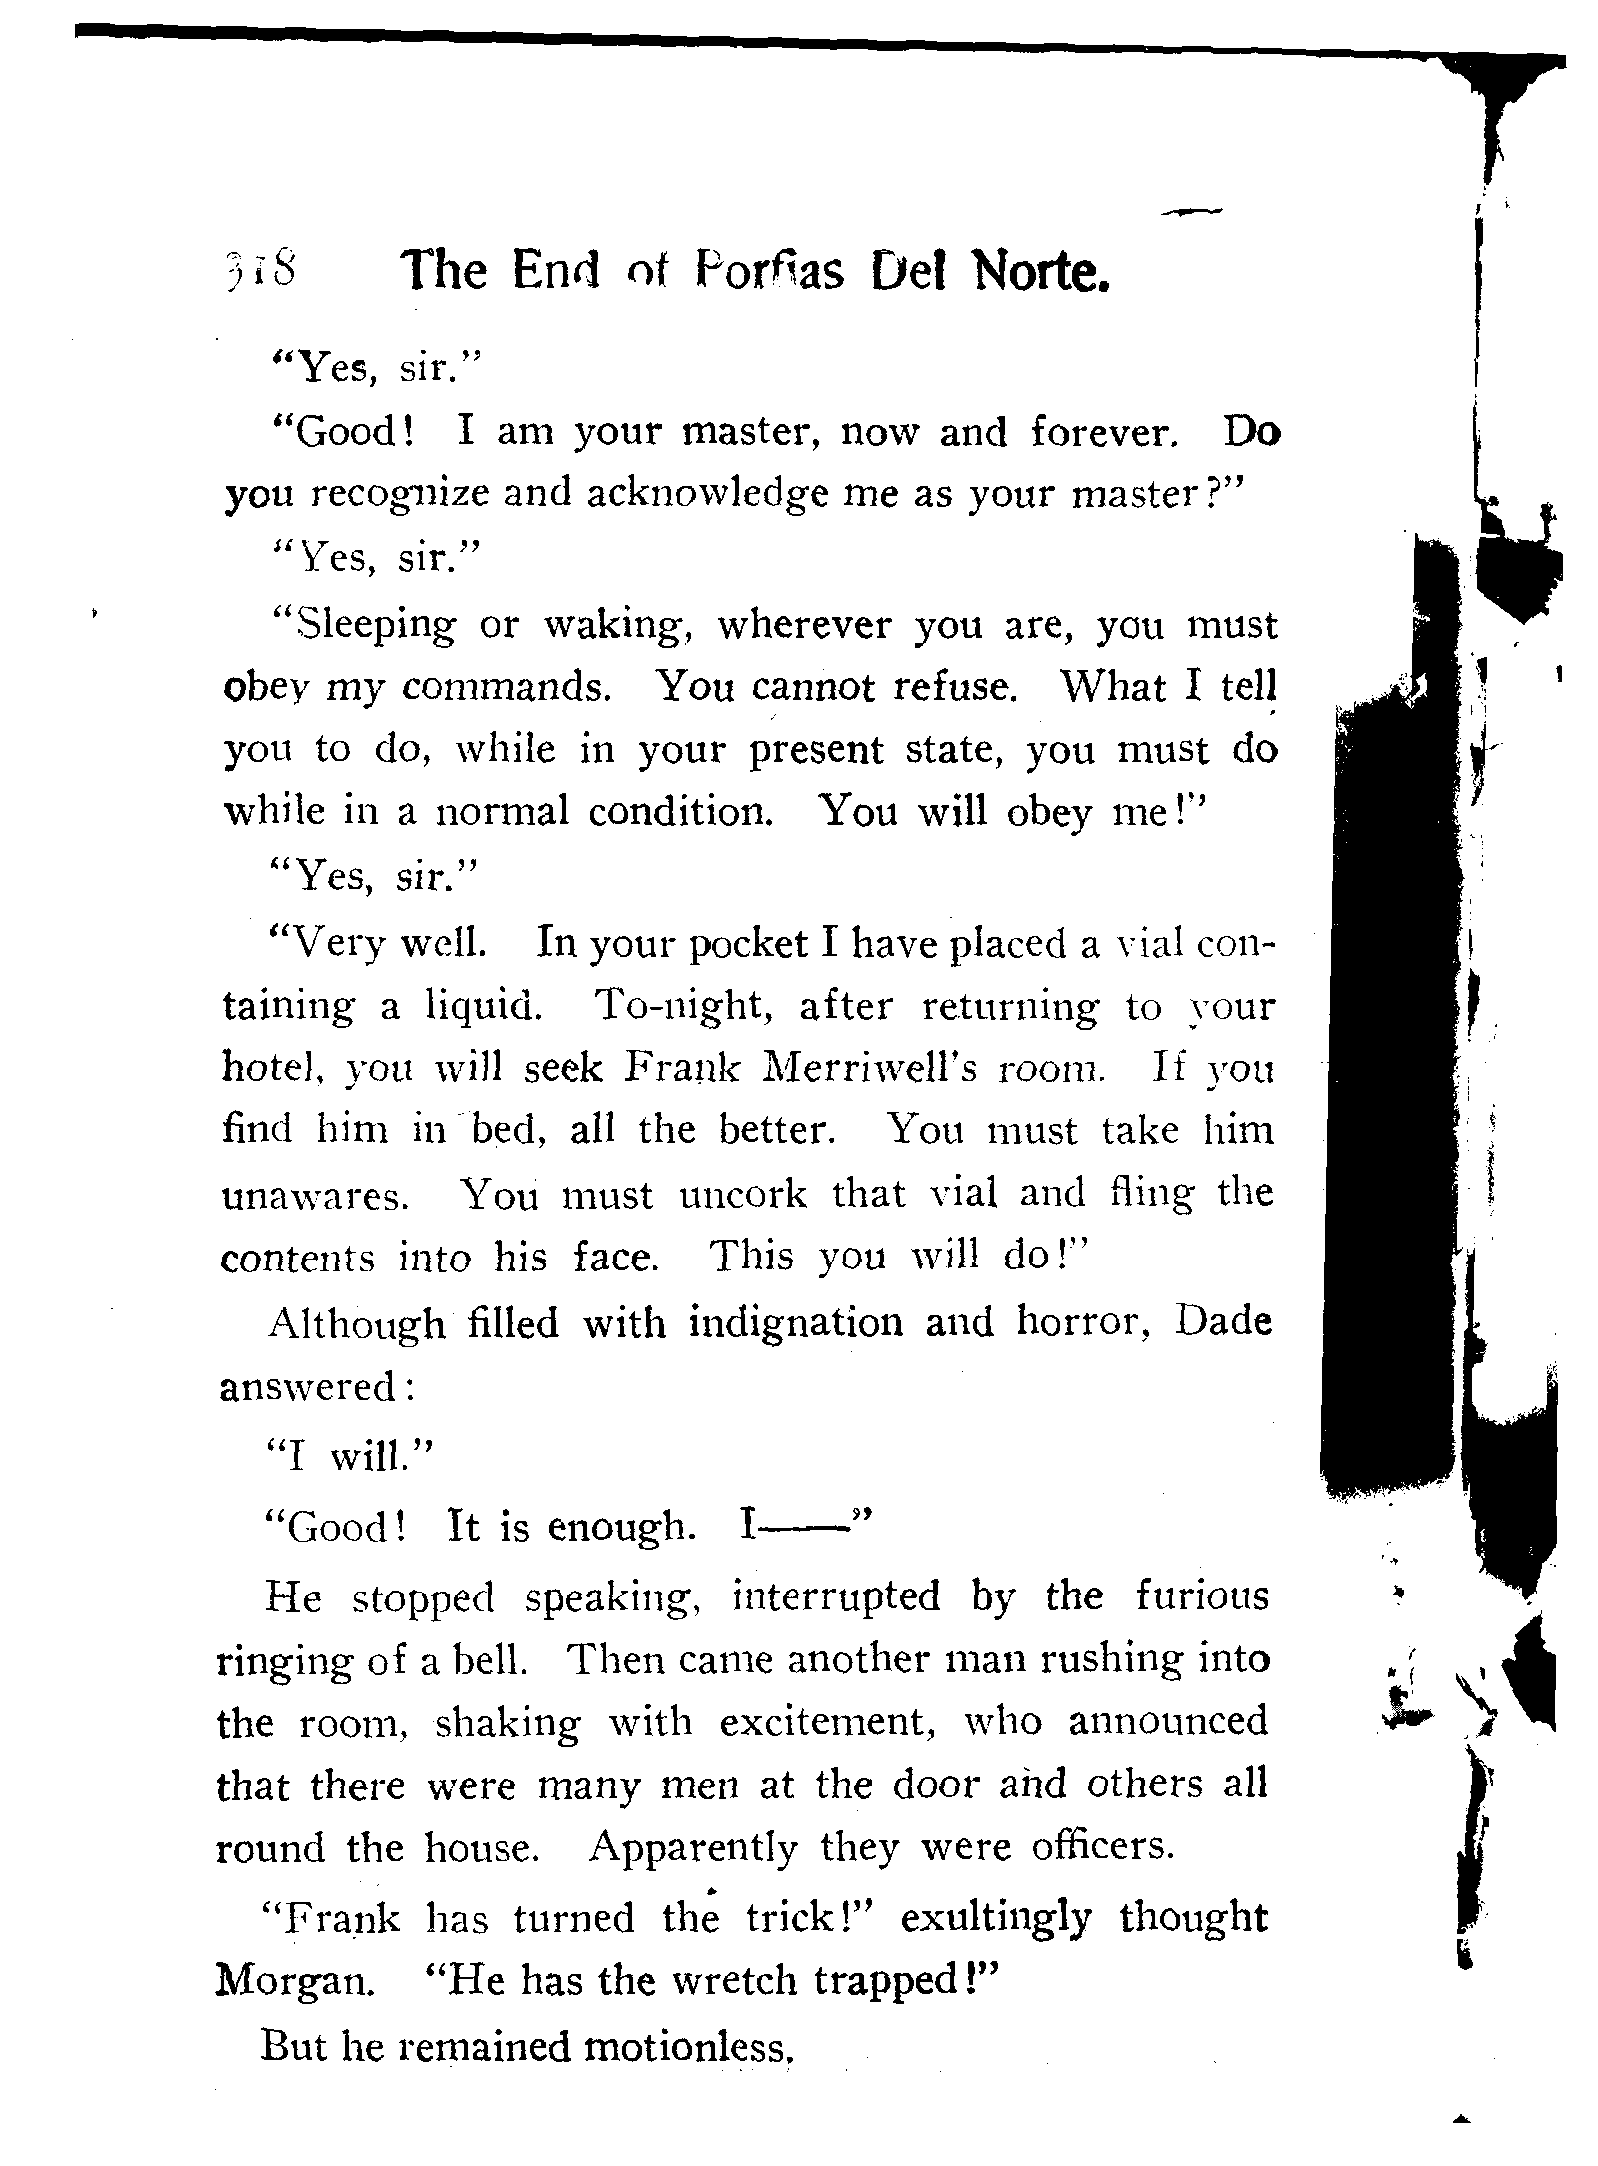 318 The End of Porfias Del Norte.
“Yes, sir.”
“Good! I am your master, now and forever. Do
you recognize and acknowledge me as your master?”
“Yes, sir.”
“Sleeping or waking, wherever you are, you must
obey my commands. You cannot refuse. What I tell
you to do, while in your present state, you must do
while in a normal condition. You will obey me!”
“Yes, sir.”
“Very well. In your pocket I have placed a vial con-
taining a liquid. To-night, after returning to your
hotel, you will seek Frank Merriwell's room. If you
find him in bed, all the better. You must take him
unawares. You must uncork that vial and fling the
contents into his face. This you will do!”
Although filled with indignation and horror, Dade
answered:
“I will.”
“Good! It is enough. I——”
He stopped speaking, interrupted by the furious
ringing of a bell. Then came another man rushing into
the room, shaking with excitement, who announced
that there were many men at the door and others all
round the house. Apparently they were officers.
“Frank has turned the trick!” exultingly thought
Morgan. “He has the wretch trapped!”
But he remained motionless.